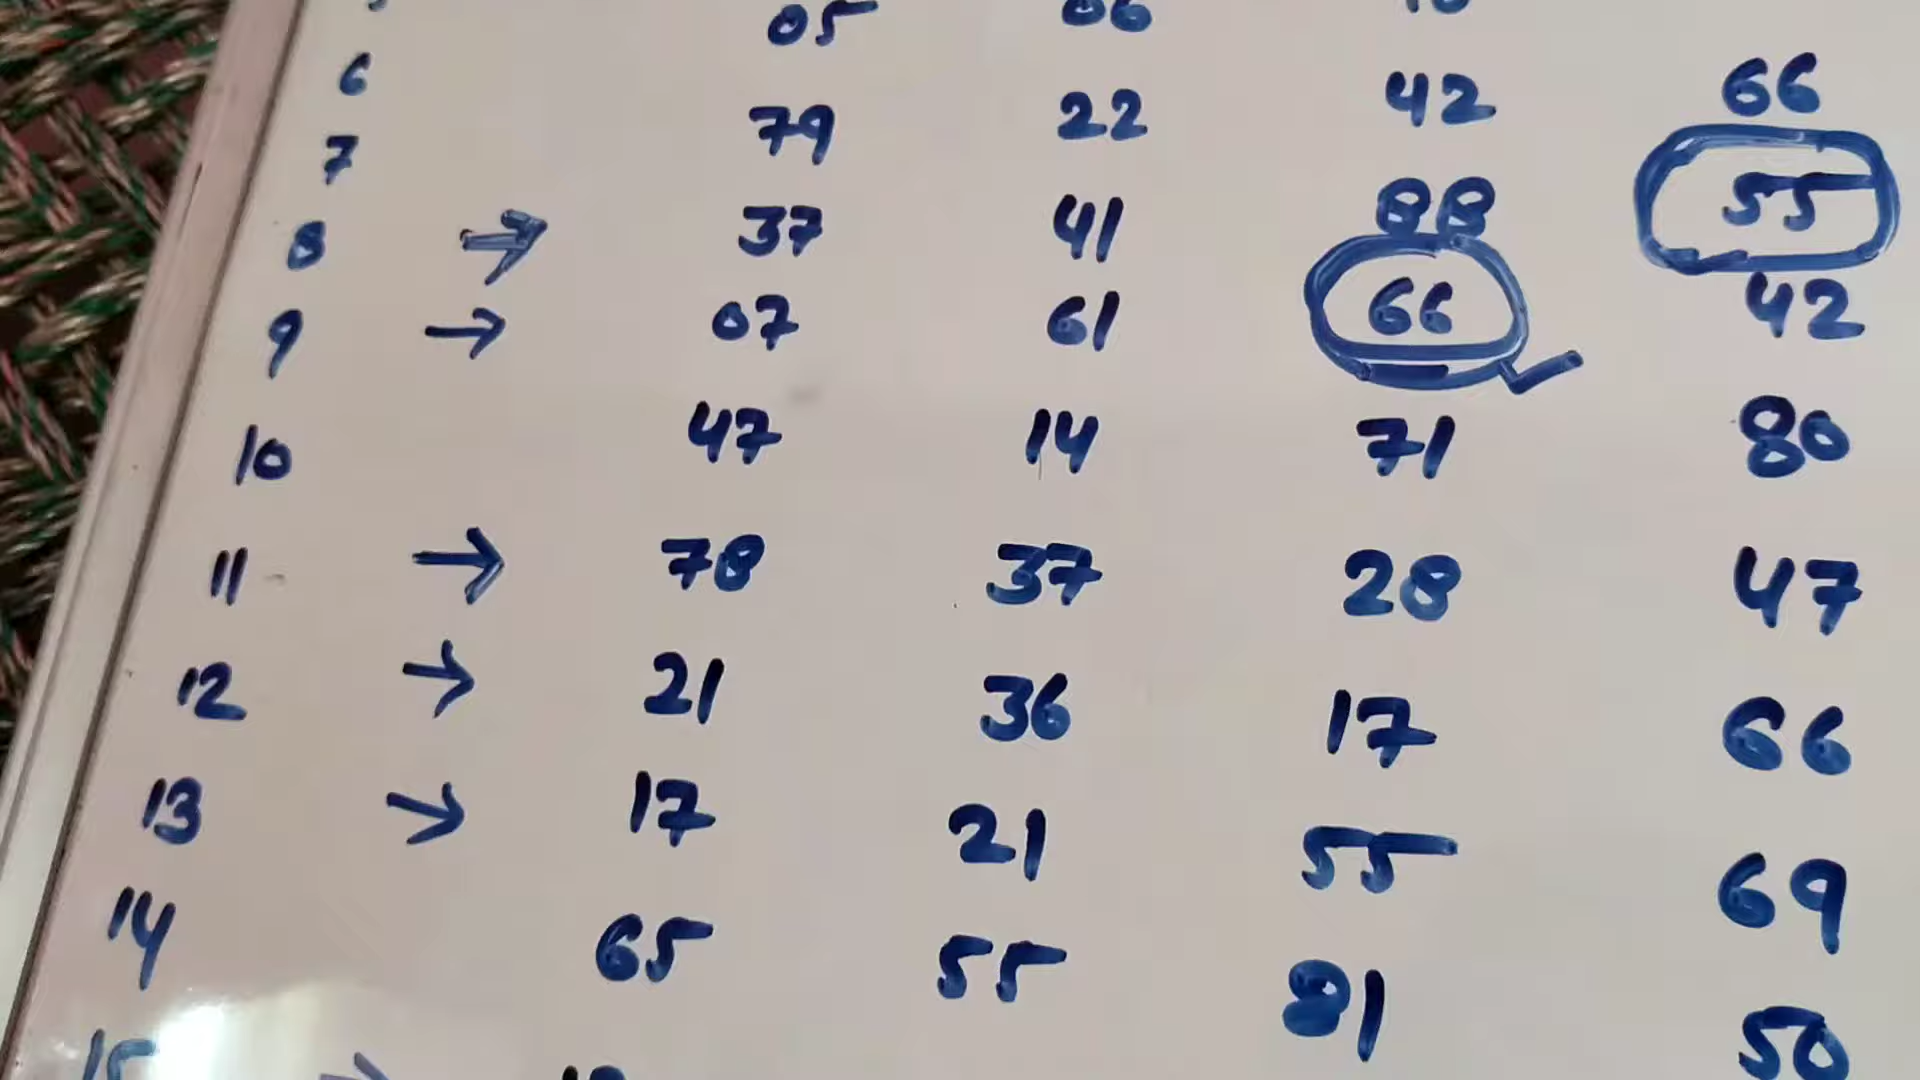 6 05
7 79 22 42 66
8 → 37 41 88 55
9 → 07 61 66 42
10 47 14 71 80
11 → 78 37 28 47
12 → 21 36 17 66
13 → 17 21 55 69
14 65 55 81 50
15